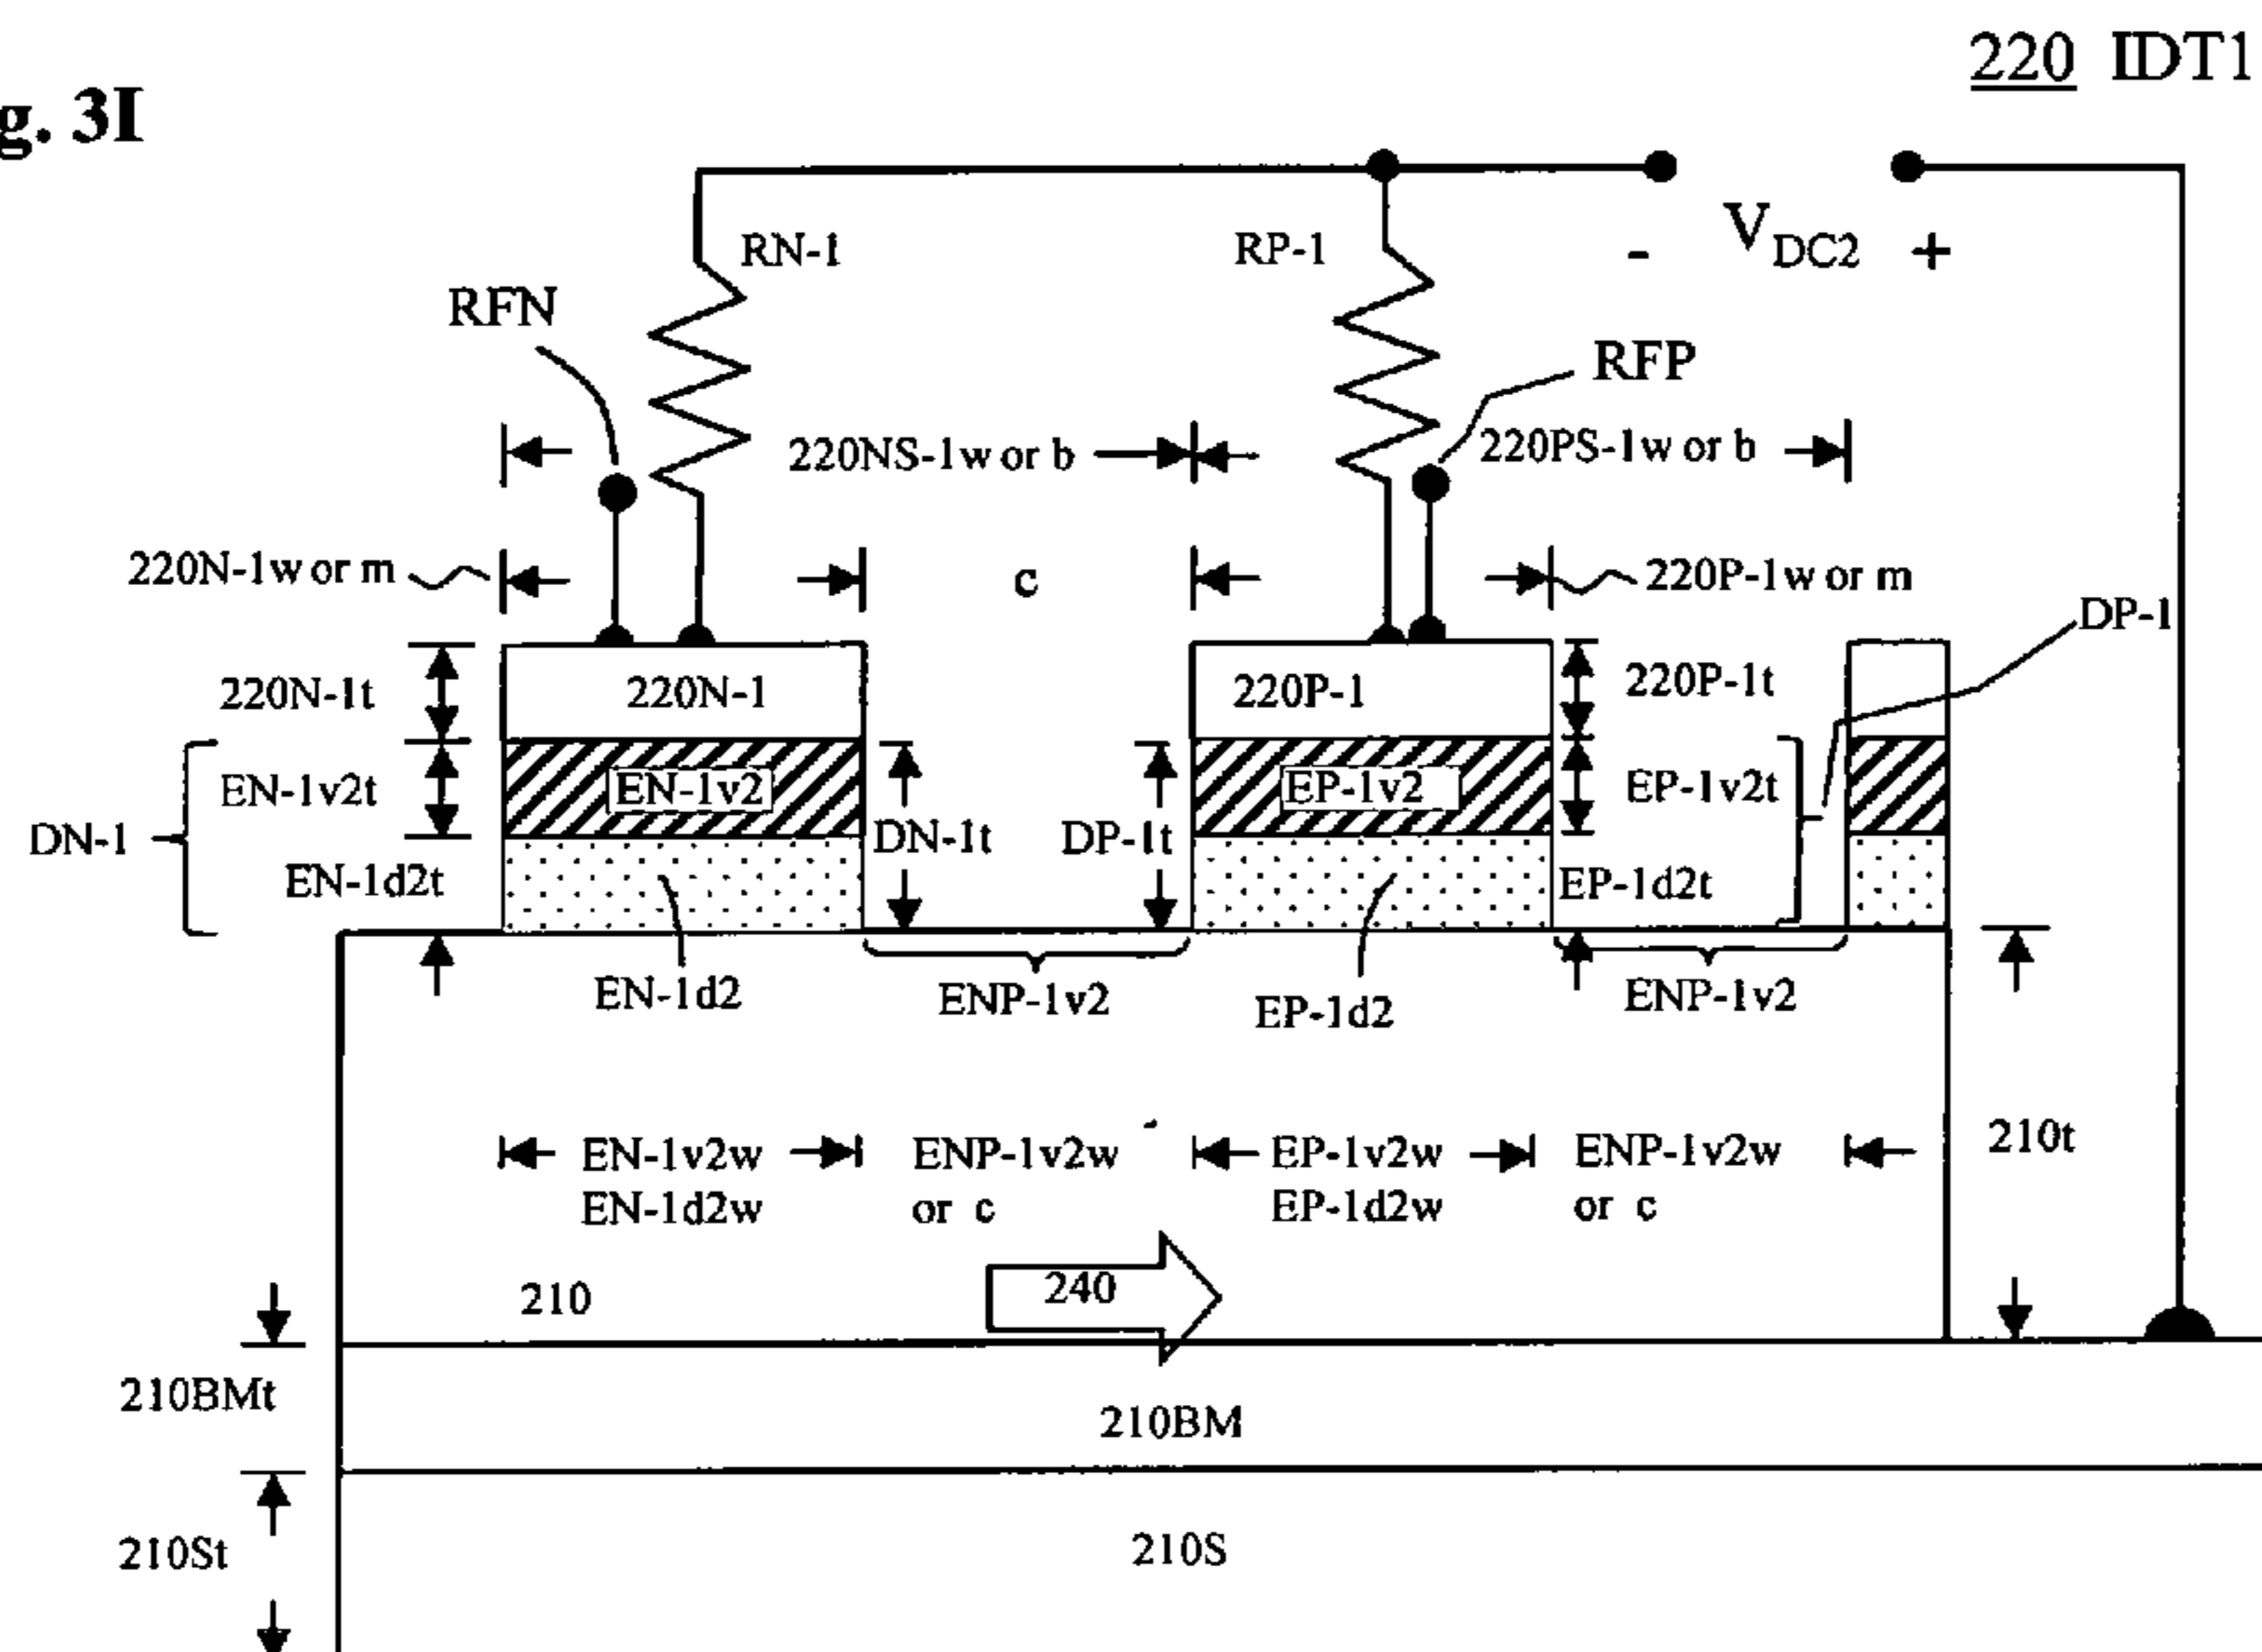 220 IDT1
g. 3I
RN-1
RP-1
- VDC2 +
RFN
RFP
220NS-1w or b
220PS-1w or b
220N-1w or m
c
220P-1w or m
DP-1
220N-1t
220N-1
220P-1
220P-1t
EN-1v2t
EN-1v2
EP-1v2
EP-1v2t
DN-1
DN-1t
DP-1t
EN-1d2t
EP-1d2t
EN-1d2
ENP-1v2
EP-1d2
ENP-1v2
210t
EN-1v2w
ENP-1v2w
EP-1v2w
ENP-1v2w
EN-1d2w
or c
EP-1d2w
or c
210
240
210BMt
210BM
210St
210S